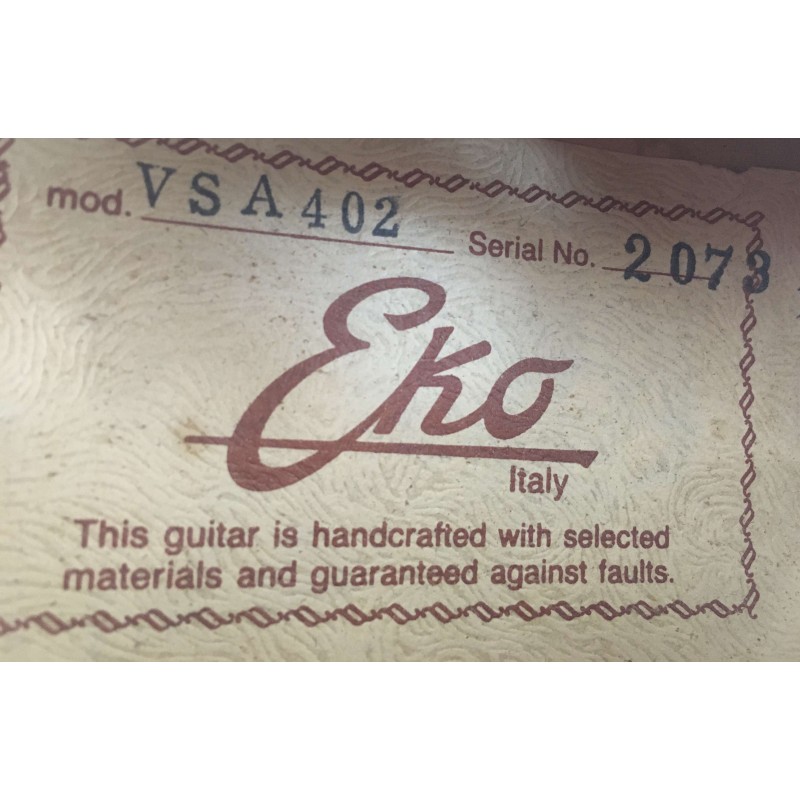 mod. VSA402 Serial No. 2073
Eko
Italy
This guitar is handcrafted with selected
materials and guaranteed against faults.